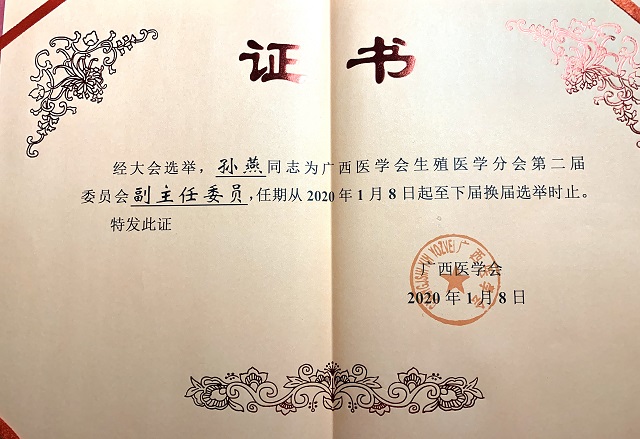 证书
经大会选举，孙燕同志为广西医学会生殖医学分会第二届
委员会副主任委员，任期从2020年1月8日起至下届换届选举时止。
特发此证
广西医学会
2020年1月8日